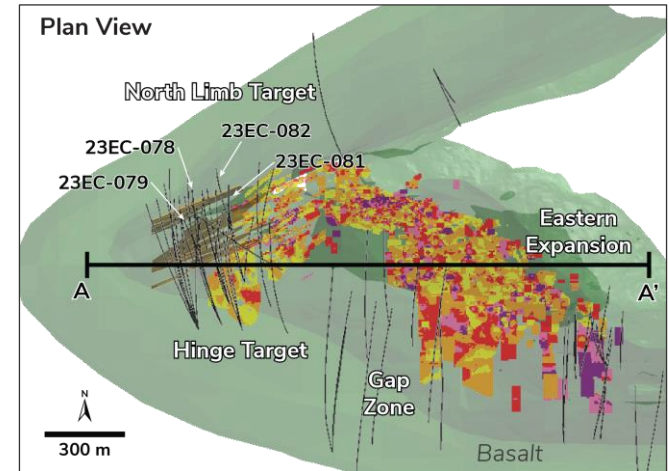 Plan View
North Limb Target
23EC-082
23EC-078
23EC-081
23EC-079
Eastern
Expansion
A
A'
Hinge Target
Gap
Zone
N
300 m
Basalt